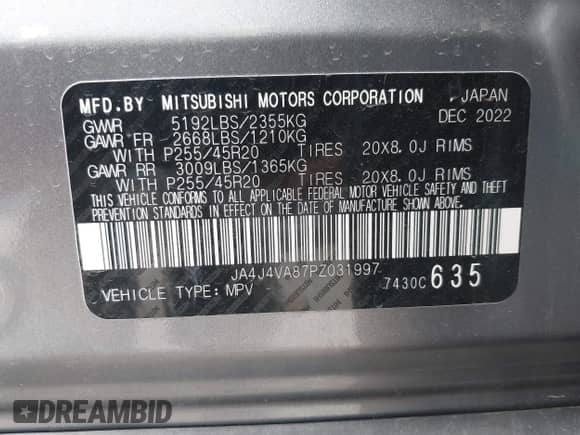 MFD.BY MITSUBISHI MOTORS CORPORATION JAPAN
GVWR 5192LBS/2355KG DEC 2022
GAWR FR 2668LBS/1210KG
WITH P255/45R20 TIRES 20X8.0J RIMS
GAWR RR 3009LBS/1365KG
WITH P255/45R20 TIRES 20X8.0J RIMS
THIS VEHICLE CONFORMS TO ALL APPLICABLE FEDERAL MOTOR VEHICLE SAFETY AND THEFT
PREVENTION STANDARDS IN EFFECT ON THE DATE OF MANUFACTURE SHOWN ABOVE.
JA4J4VA87PZ031997
VEHICLE TYPE: MPV 7430C 635
DREAMBID